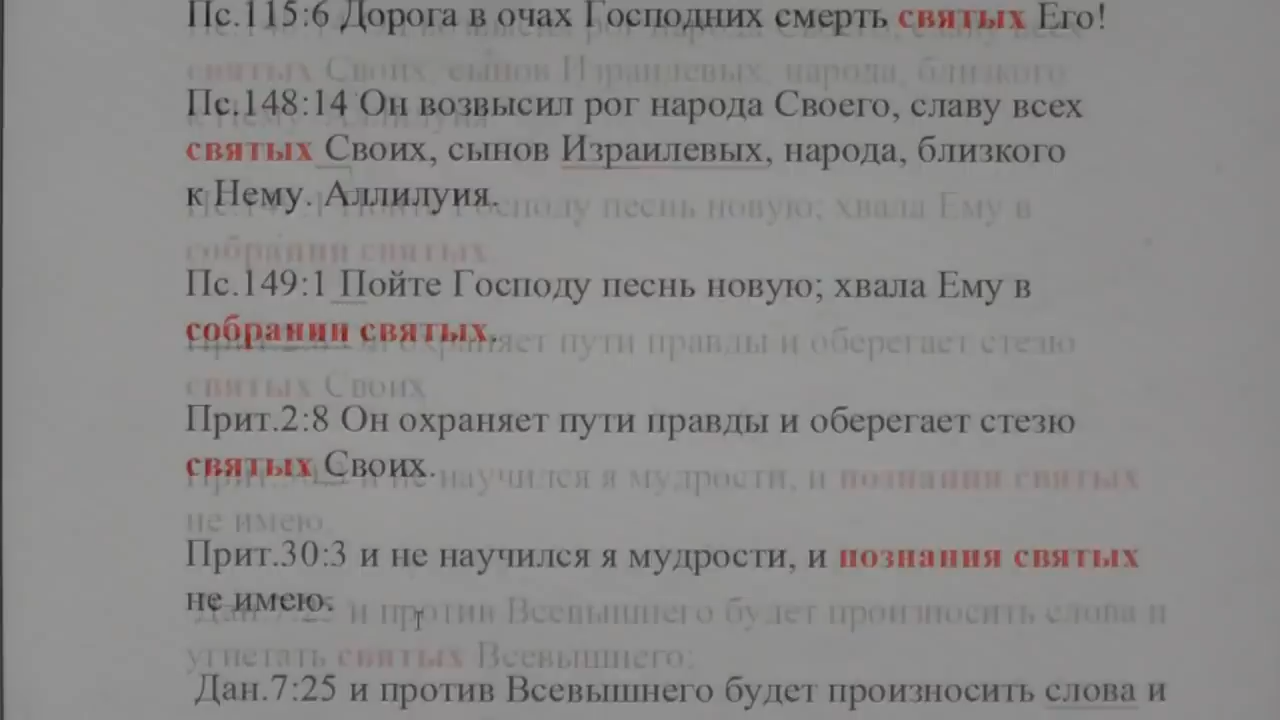 Пс.115:6 Дорога в очах Господних смерть святых Его!
Пс.148:14 Он возвысил рог народа Своего, славу всех
святых Своих, сынов Израилевых, народа, близкого
к Нему. Аллилуия.
Пс.149:1 Пойте Господу песнь новую; хвала Ему в
собрании святых.
Прит.2:8 Он охраняет пути правды и оберегает стезю
святых Своих.
Прит.30:3 и не научился я мудрости, и познания святых
не имею.
Дан.7:25 и против Всевышнего будет произносить слова и
угнетать святых Всевышнего;